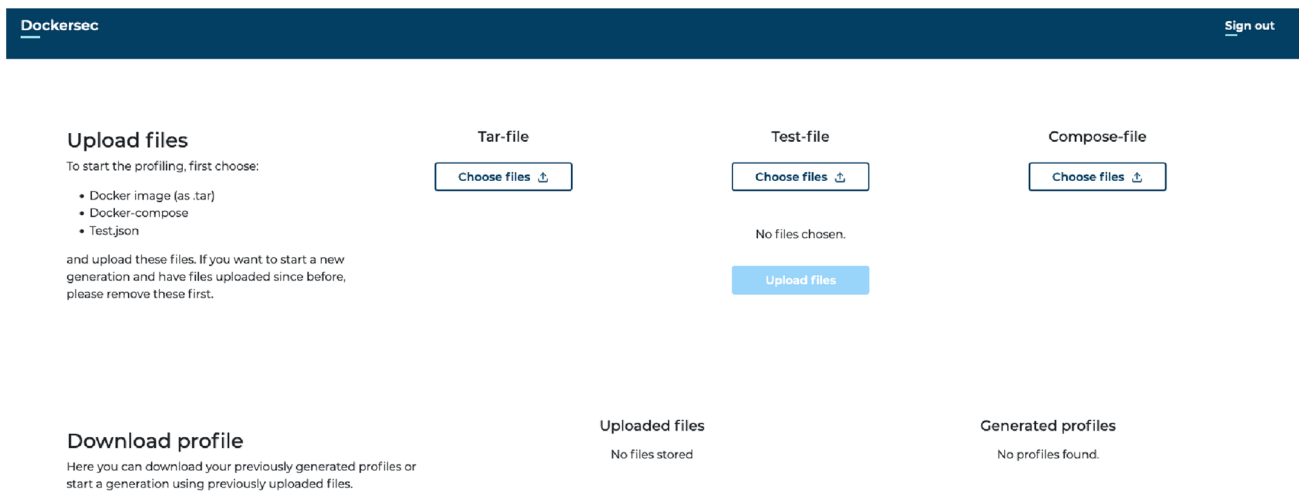 Dockersec
Sign out
Upload files
To start the profiling, first choose:
• Docker image (as .tar)
• Docker-compose
• Test.json
and upload these files. If you want to start a new
generation and have files uploaded since before,
please remove these first.
Tar-file
Choose files
Test-file
Choose files
No files chosen.
Upload files
Compose-file
Choose files
Download profile
Here you can download your previously generated profiles or
start a generation using previously uploaded files.
Uploaded files
No files stored
Generated profiles
No profiles found.